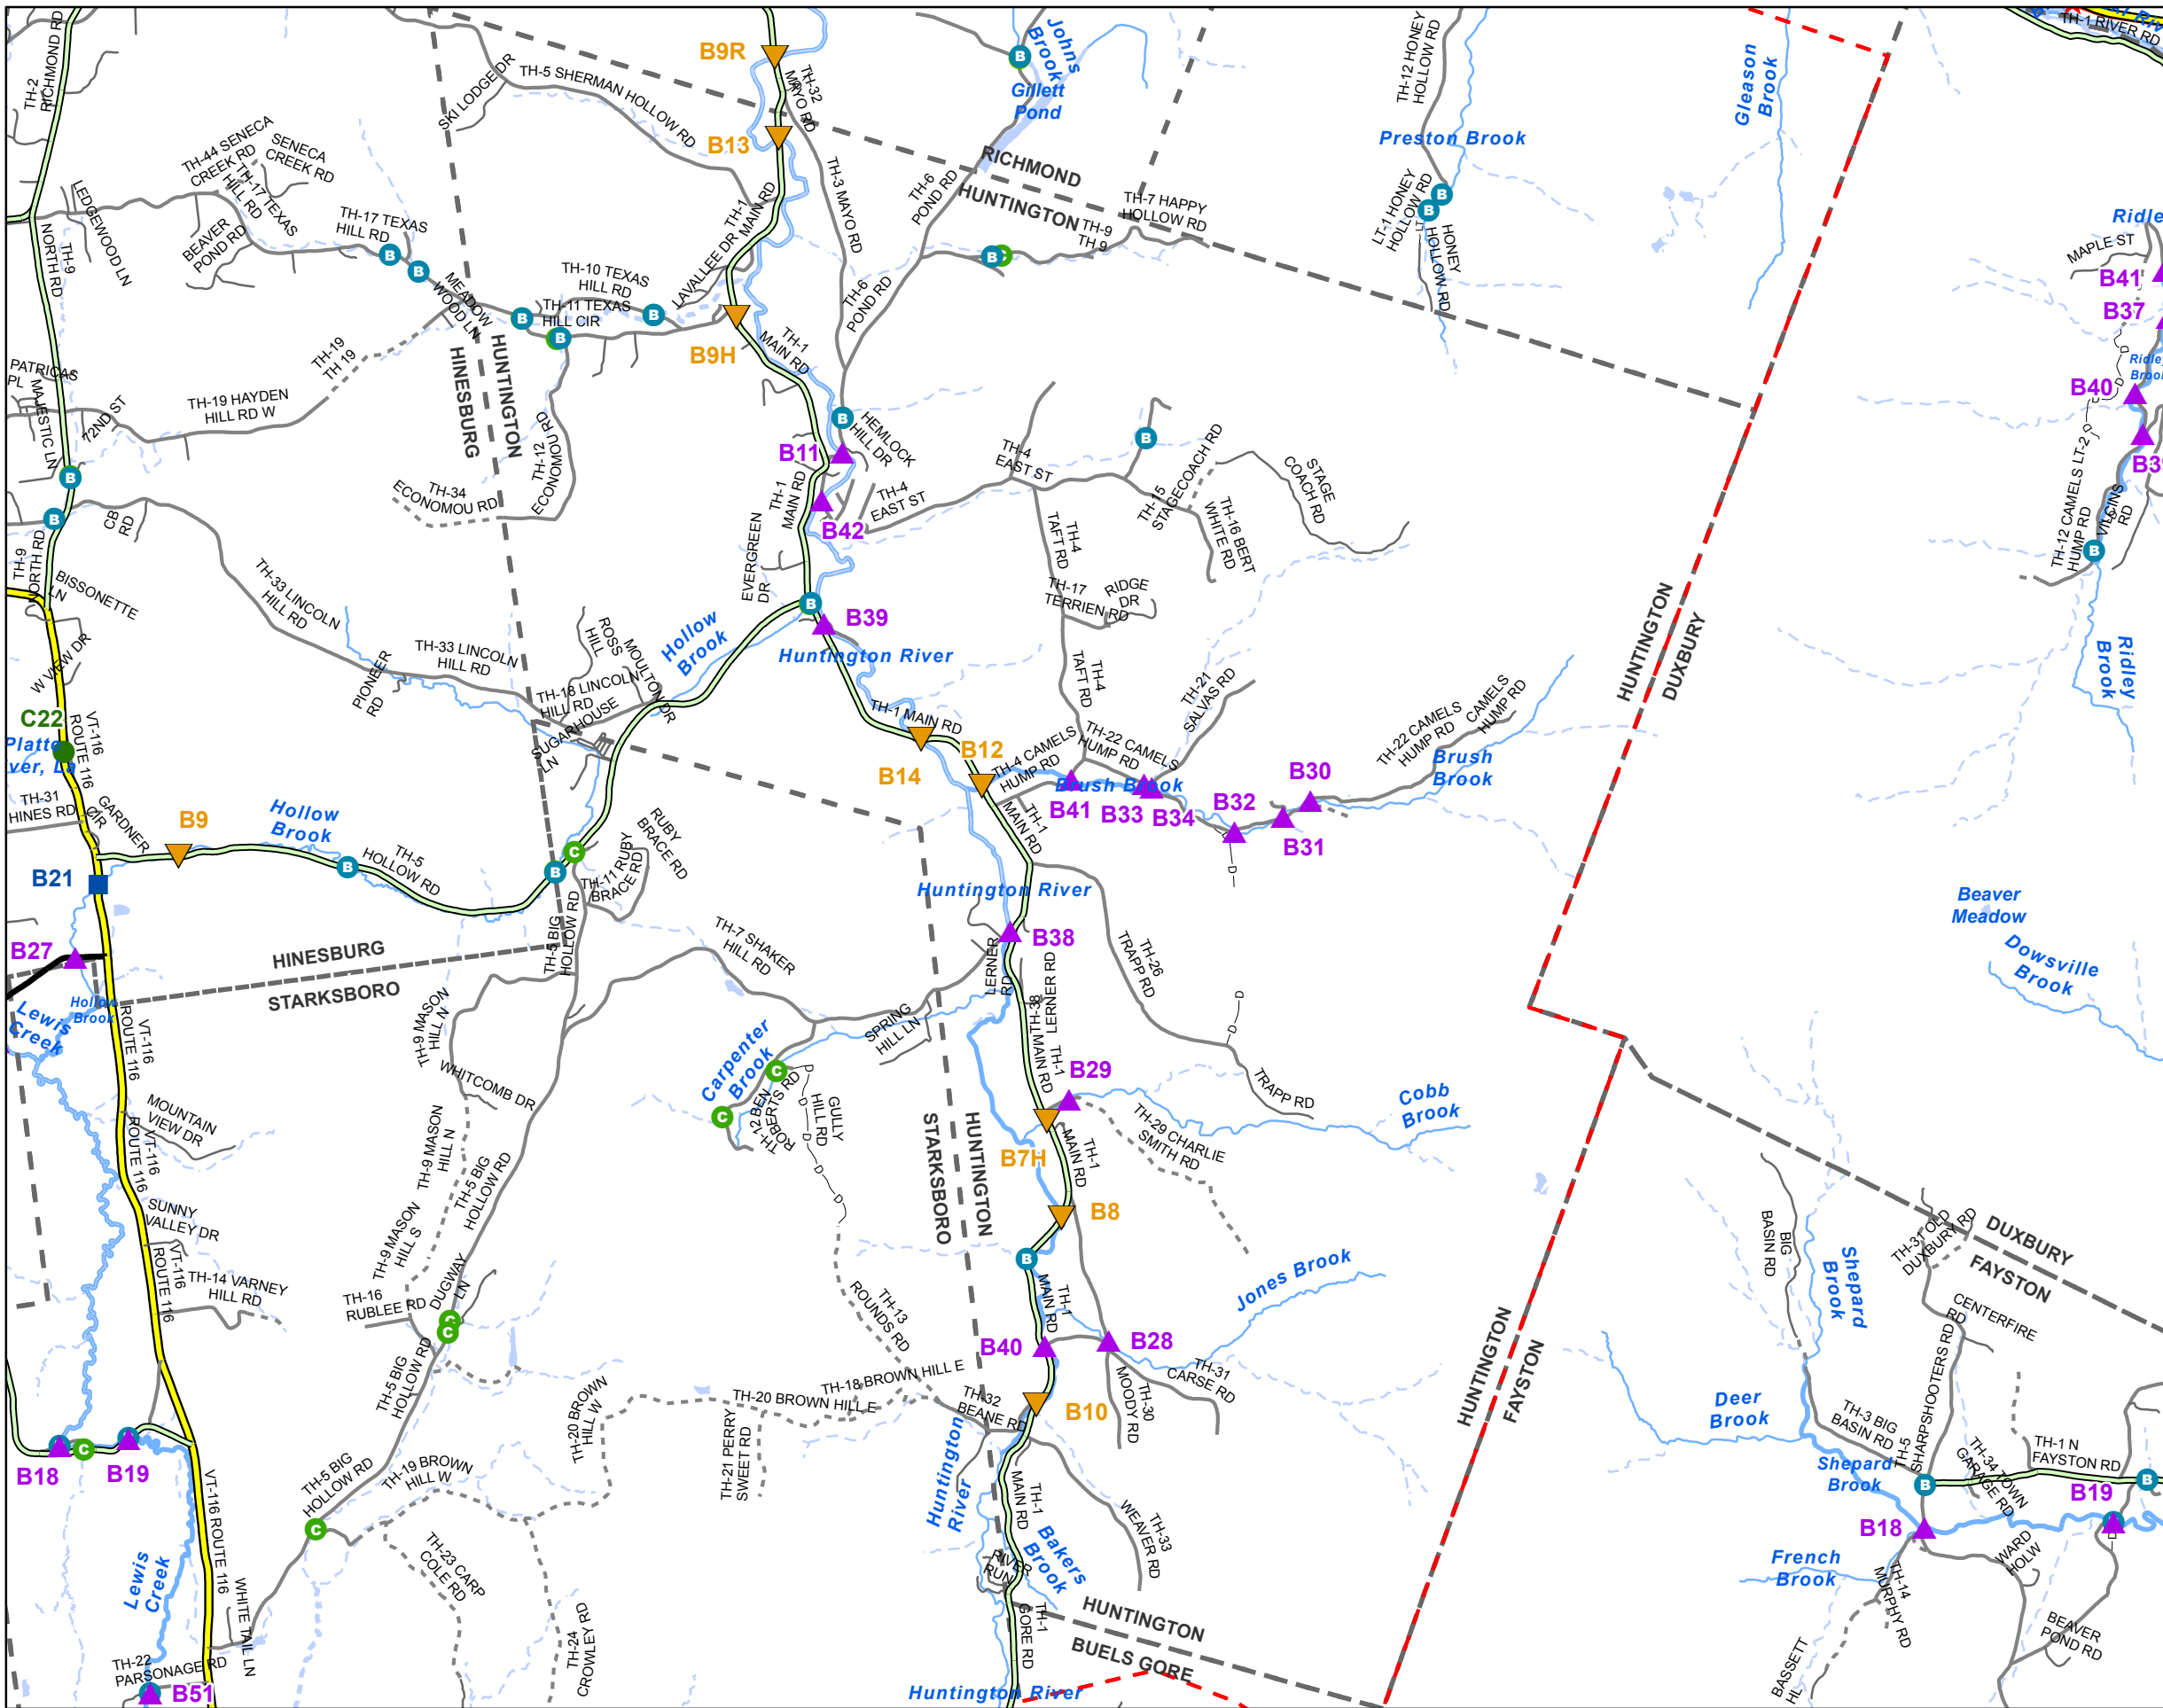 TH-2
RICHMOND RD
B9R
TH-32
MAYO RD
Johns
Brook
Gillett
Pond
TH-12 HONEY
HOLLOW RD
Gleason
Brook
TH-1 RIVER RD
SKI LODGE DR
TH-5 SHERMAN HOLLOW RD
B13
Preston Brook
TH-44 SENECA
CREEK RD
SENECA
CREEK RD
TH-17 TEXAS
HILL RD
LEDGEWOOD LN
BEAVER
POND RD
TH-17 TEXAS
HILL RD
TH-1
MAIN RD
TH-3 MAYO RD
TH-6
POND RD
RICHMOND
HUNTINGTON
TH-7 HAPPY
HOLLOW RD
TH-9
TH 9
LT-1 HONEY
HOLLOW RD
HONEY
HOLLOW RD
MAPLE ST
B41
B37
TH-9
NORTH RD
MEADOW
WOOD LN
TH-10 TEXAS
HILL RD
TH-11 TEXAS
HILL CIR
LAVALLEE DR
B9H
TH-1
MAIN RD
TH-6
POND RD
TH-19
TH 19
HINESBURG
HUNTINGTON
PATRICAS
PL
MAJESTIC LN
72ND ST
TH-19 HAYDEN
HILL RD W
B40
TH-12
ECONOMOU RD
TH-34
ECONOMOU RD
B11
HEMLOCK
HILL DR
TH-1
MAIN RD
B42
TH-4
EAST ST
TH-4
EAST ST
TH-15
STAGECOACH RD
STAGE
COACH RD
TH-16 BERT
WHITE RD
TH-12 CAMELS LT-2
HUMP RD
CB
RD
TH-9
NORTH RD
BISSONETTE
LN
TH-33 LINCOLN
HILL RD
EVERGREEN
DR
TH-4
TAFT RD
TH-17
TERRIEN RD
RIDGE
DR
HUNTINGTON
DUXBURY
Ridley
Brook
W VIEW DR
PIONEER
RD
TH-33 LINCOLN
HILL RD
ROSS
HILL
MOULTON DR
Hollow
Brook
B39
Huntington River
TH-4
TAFT RD
TH-21
SALVAS RD
C22
VT-116
ROUTE 116
TH-18 LINCOLN
HILL RD
SUGARHOUSE
LN
TH-1 MAIN RD
B14
B12
TH-4 CAMELS
HUMP RD
TH-22 CAMELS
HUMP RD
Brush Brook
B41
B33
B34
B32
B30
B31
TH-22 CAMELS
HUMP RD
CAMELS
HUMP RD
Brush
Brook
TH-31
HINES RD
GARDNER
CIR
B9
Hollow
Brook
TH-5
HOLLOW RD
B21
RUBY
BRACE RD
TH-11 RUBY
BRACE RD
TH-1
MAIN RD
Huntington River
Beaver
Meadow
Dowsville
Brook
B27
HINESBURG
STARKSBORO
TH-5 BIG
HOLLOW RD
TH-7 SHAKER
HILL RD
B38
LERNER
RD
TH-38
LERNER RD
TH-26
TRAPP RD
Hollow
Brook
Lewis
Creek
VT-116
ROUTE 116
TH-9 MASON
HILL N
SPRING
HILL LN
TH-1
MAIN RD
WHITCOMB DR
Carpenter
Brook
TH-12 BEN
ROBERTS RD
GULLY
HILL RD
B29
TRAPP RD
Cobb
Brook
MOUNTAIN
VIEW DR
VT-116
ROUTE 116
TH-9 MASON
HILL N
TH-5 BIG
HOLLOW RD
STARKSBORO
HUNTINGTON
B7H
TH-1
MAIN RD
TH-29 CHARLIE
SMITH RD
B8
SUNNY
VALLEY DR
VT-116
ROUTE 116
TH-9 MASON
HILL S
TH-14 VARNEY
HILL RD
TH-16
RUBLEE RD
DUGWAY
LN
TH-13
ROUNDS RD
TH-1
MAIN RD
Jones Brook
BIG
BASIN RD
Shepard
Brook
TH-31 OLD
DUXBURY RD
DUXBURY
FAYSTON
CENTERFIRE
RD
B40
B28
TH-31
CARSE RD
TH-30
MOODY RD
HUNTINGTON
FAYSTON
TH-5 BIG
HOLLOW RD
TH-20 BROWN
HILL W
TH-20 BROWN HILL E
TH-18 BROWN HILL E
TH-32
BEANE RD
B10
Deer
Brook
TH-3 BIG
BASIN RD
TH-5
SHARPSHOOTERS RD
TH-34 TOWN
GARAGE RD
TH-1 N
FAYSTON RD
B18
B19
TH-5 BIG
HOLLOW RD
TH-19 BROWN
HILL W
TH-21 PERRY
SWEET RD
Huntington
River
TH-1
MAIN RD
TH-33
WEAVER RD
Shepard
Brook
B19
B18
VT-116 ROUTE 116
TH-23 CARP
COLE RD
Bakers
Brook
RIVER
RUN
French
Brook
TH-14
MURPHY RD
WARD
HOLW
BEAVER
POND RD
Lewis
Creek
WHITE TAIL LN
TH-24
CROWLEY RD
TH-1
GORE RD
HUNTINGTON
BUELS GORE
BASSETT
HL
TH-22
PARSONAGE RD
B51
Huntington River